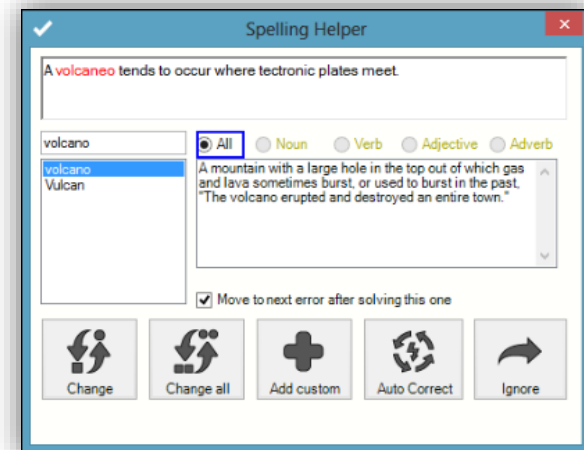 Spelling Helper
A volcaneo tends to occur where tectronic plates meet.
volcano
All Noun Verb Adjective Adverb
volcano
Vulcan
A mountain with a large hole in the top out of which gas
and lava sometimes burst, or used to burst in the past,
"The volcano erupted and destroyed an entire town."
Move to next error after solving this one
Change Change all Add custom Auto Correct Ignore